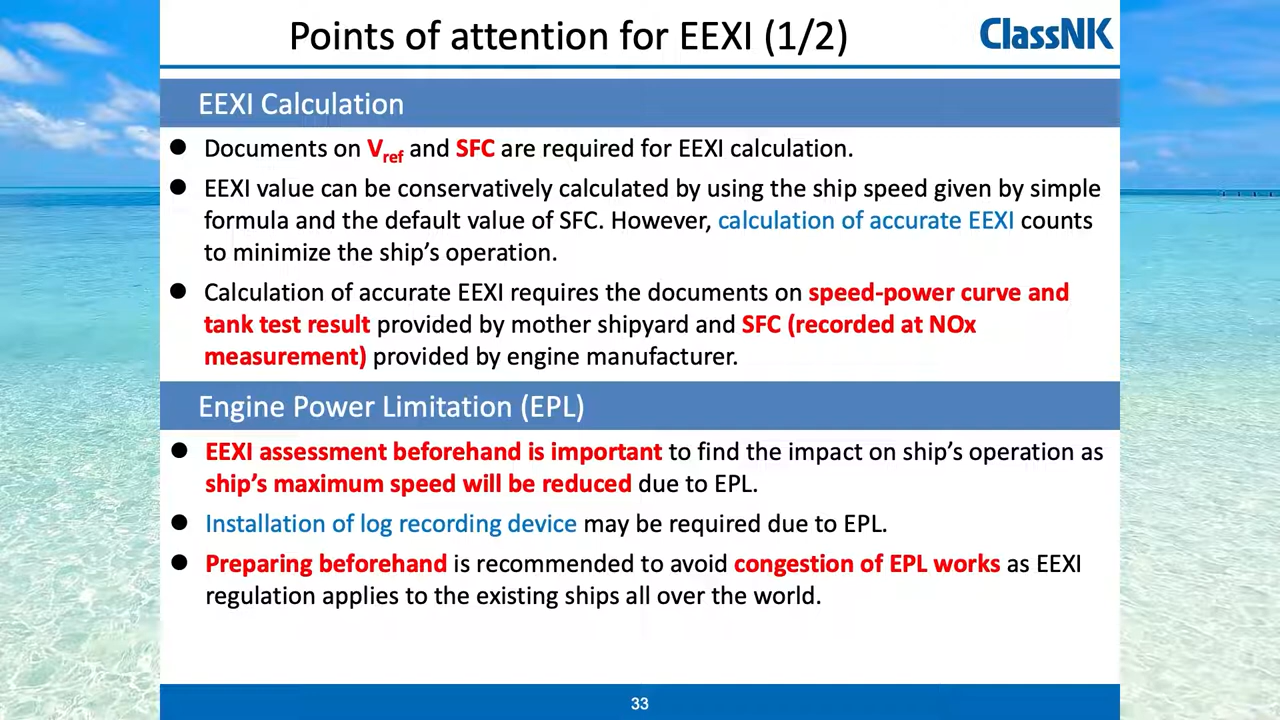 Points of attention for EEXI (1/2)
ClassNK
EEXI Calculation
● Documents on Vref and SFC are required for EEXI calculation.
● EEXI value can be conservatively calculated by using the ship speed given by simple
formula and the default value of SFC. However, calculation of accurate EEXI counts
to minimize the ship's operation.
● Calculation of accurate EEXI requires the documents on speed-power curve and
tank test result provided by mother shipyard and SFC (recorded at NOx
measurement) provided by engine manufacturer.
Engine Power Limitation (EPL)
● EEXI assessment beforehand is important to find the impact on ship's operation as
ship's maximum speed will be reduced due to EPL.
● Installation of log recording device may be required due to EPL.
● Preparing beforehand is recommended to avoid congestion of EPL works as EEXI
regulation applies to the existing ships all over the world.
33